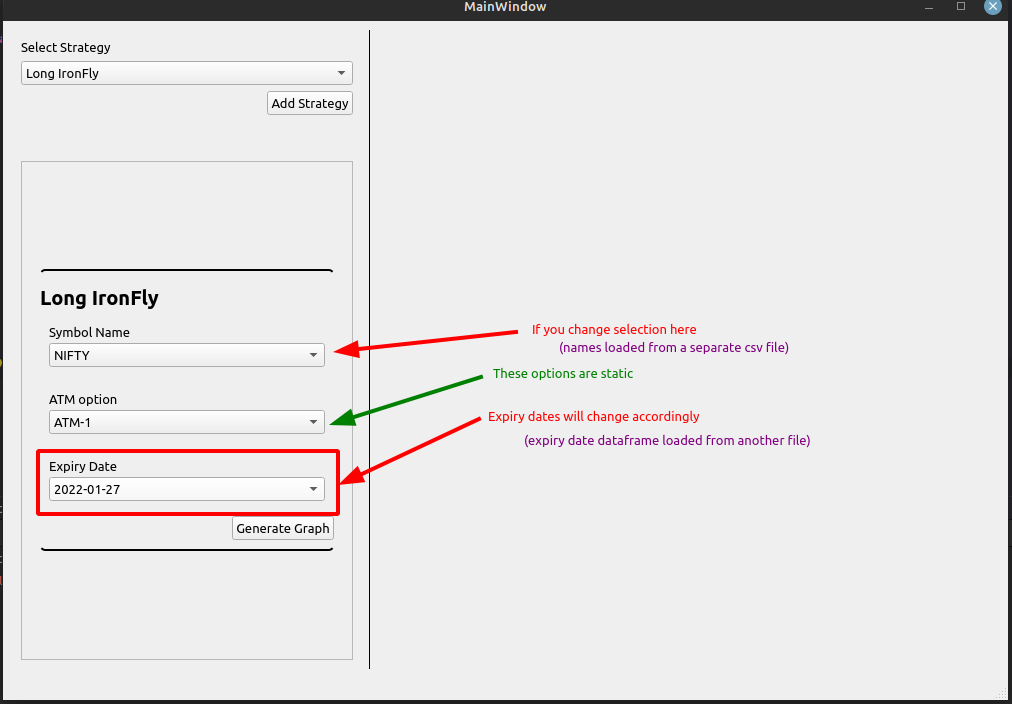 MainWindow
Select Strategy
Long IronFly
Add Strategy
Long IronFly
Symbol Name
NIFTY
If you change selection here
(names loaded from a separate csv file)
These options are static
ATM option
ATM-1
Expiry dates will change accordingly
(expiry date dataframe loaded from another file)
Expiry Date
2022-01-27
Generate Graph